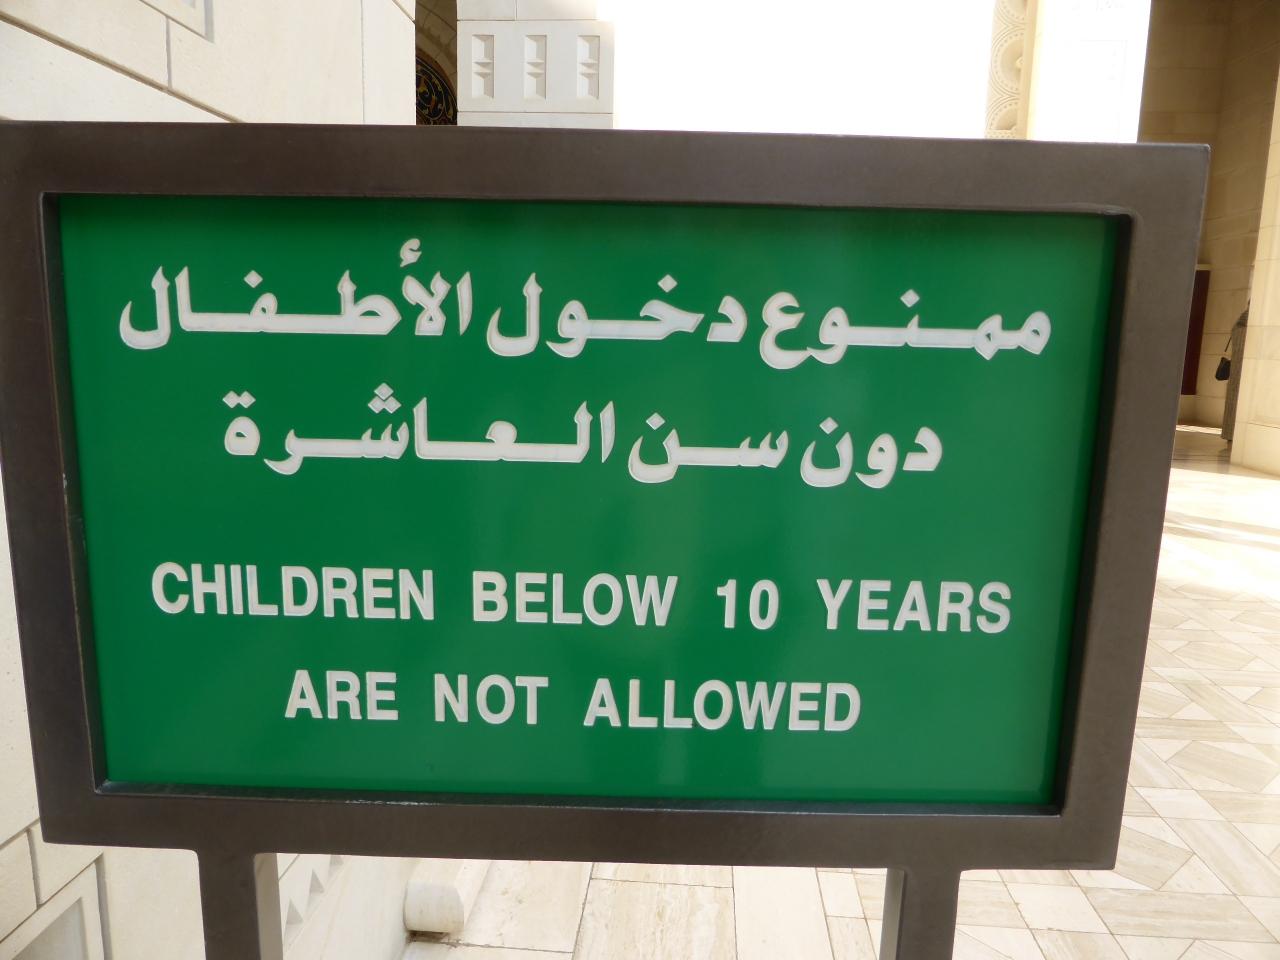 ممنوع دخول الأطفال
دون سن العاشرة
CHILDREN BELOW 10 YEARS
ARE NOT ALLOWED